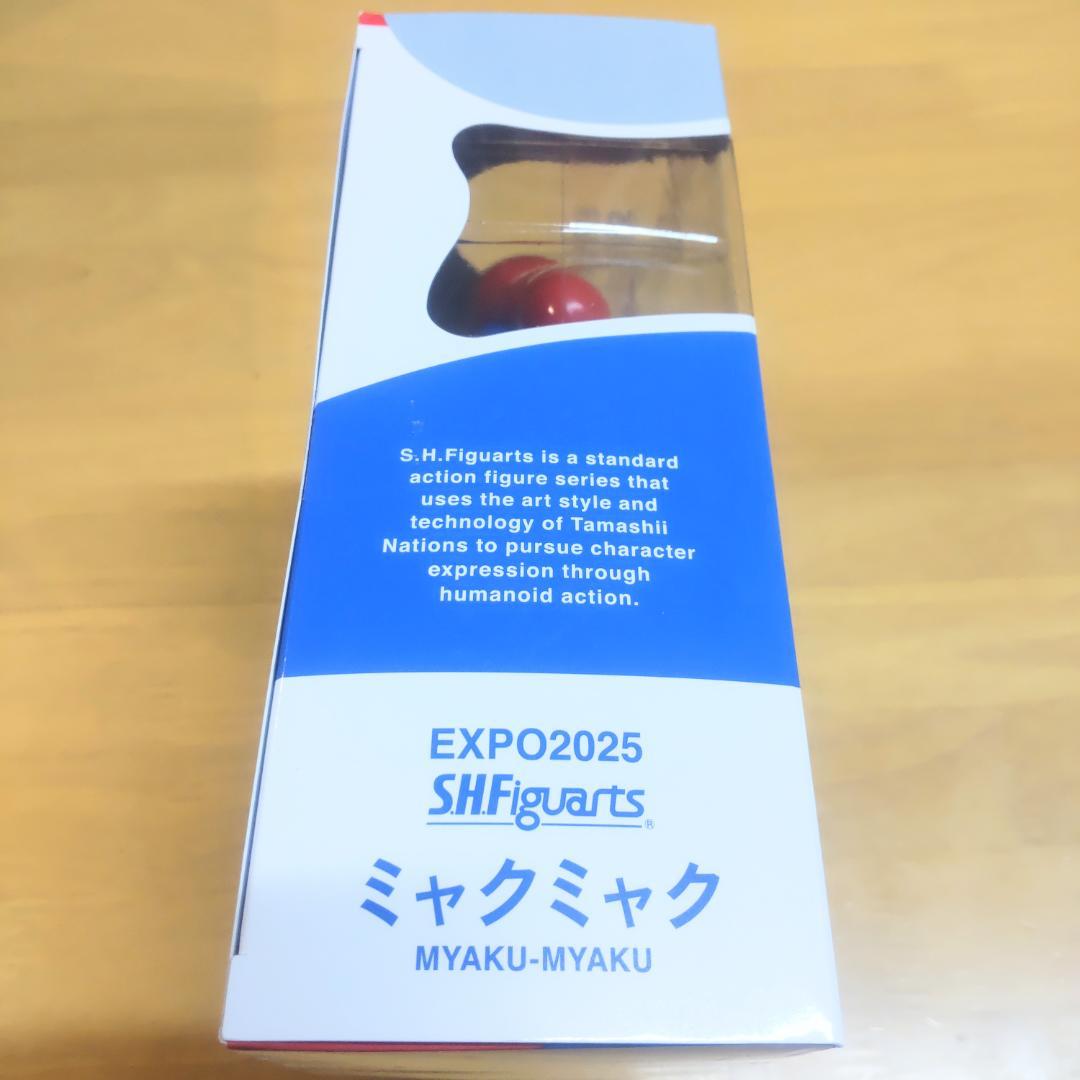 S.H.Figuarts is a standard
action figure series that
uses the art style and
technology of Tamashii
Nations to pursue character
expression through
humanoid action.
EXPO2025
S.H.Figuarts®
ミャクミャク
MYAKU-MYAKU